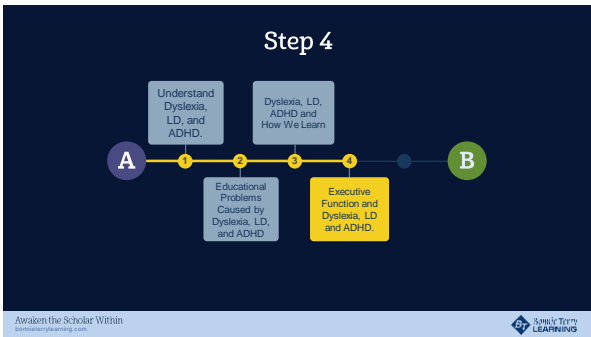 Step 4
Understand
Dyslexia,
LD, and
ADHD.
Dyslexia, LD,
ADHD and
How We Learn
A
1
2
3
4
B
Educational
Problems
Caused by
Dyslexia, LD,
and ADHD
Executive
Function and
Dyslexia, LD
and ADHD.
Awaken the Scholar Within
bonnieterrylearning.com
BT
Bonnie Terry
LEARNING